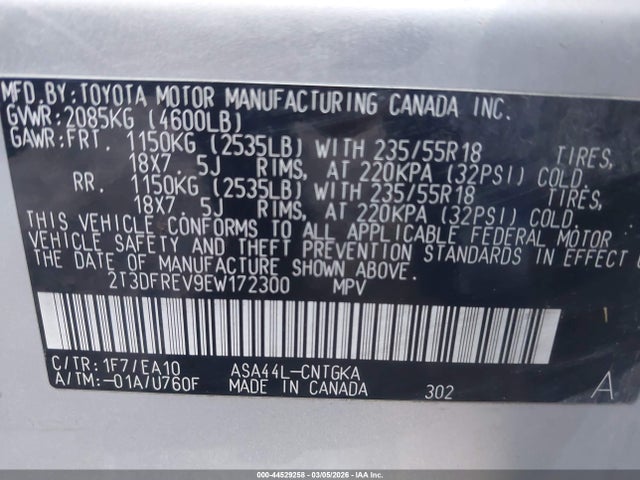 MFD.BY:TOYOTA MOTOR MANUFACTURING CANADA INC.
GVWR:2085KG (4600LB)
GAWR:FRT. 1150KG (2535LB) WITH 235/55R18 TIRES,
18X7.5J RIMS, AT 220KPA (32PSI) COLD.
RR. 1150KG (2535LB) WITH 235/55R18 TIRES,
18X7.5J RIMS, AT 220KPA (32PSI) COLD.
THIS VEHICLE CONFORMS TO ALL APPLICABLE FEDERAL MOTOR
VEHICLE SAFETY AND THEFT PREVENTION STANDARDS IN EFFECT
THE DATE OF MANUFACTURE SHOWN ABOVE.
2T3DFREV9EW172300 MPV
C/TR:1F7/EA10 ASA44L-CNTGKA
A/TM:-01A/U760F MADE IN CANADA 302 A
000-44529258 - 03/05/2026 - IAA Corp.